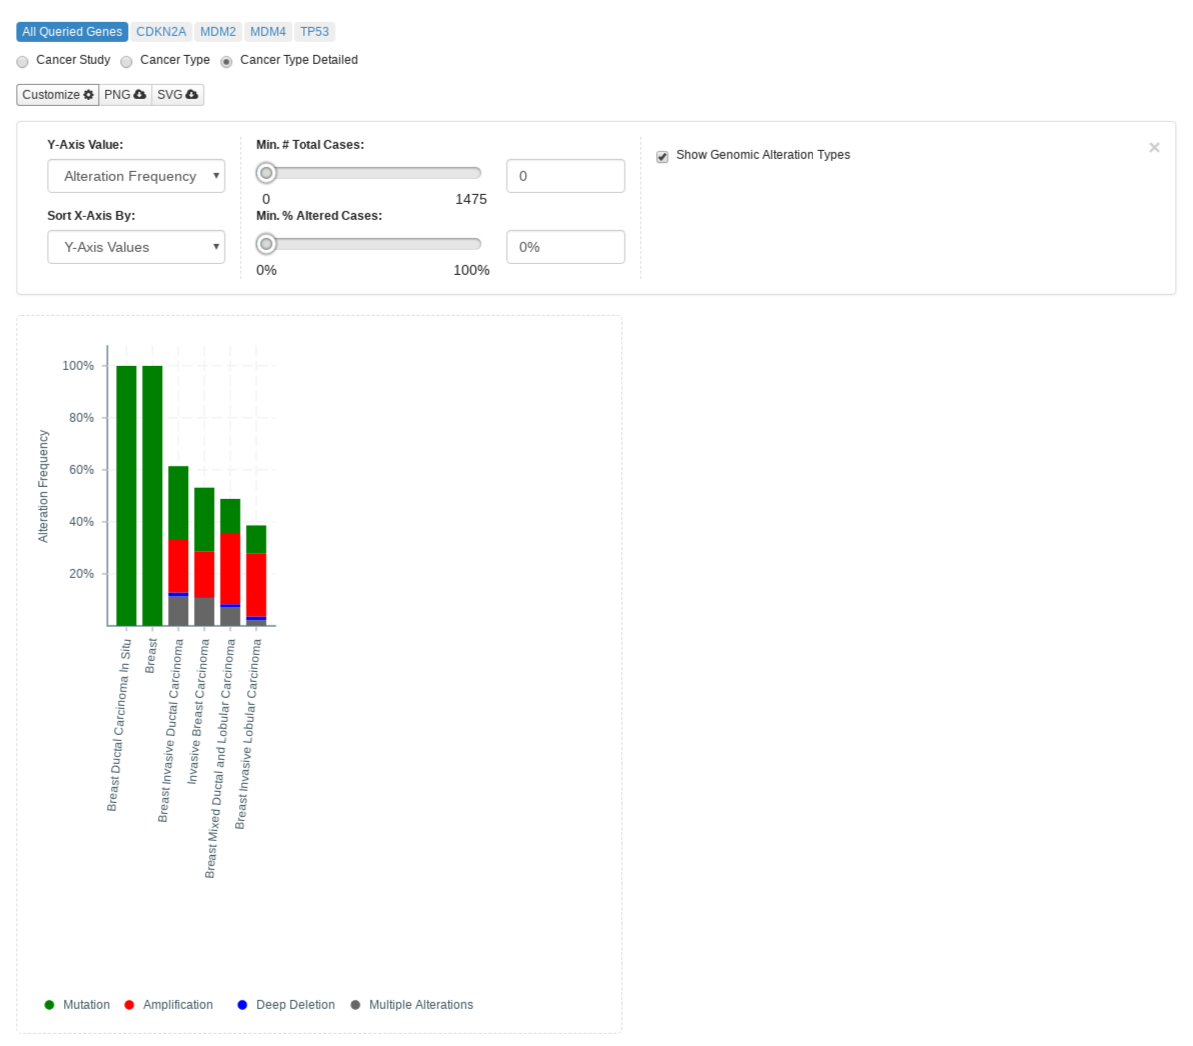 All Queried Genes CDKN2A MDM2 MDM4 TP53
Cancer Study Cancer Type Cancer Type Detailed
Customize PNG SVG
Y-Axis Value: Min. # Total Cases: Show Genomic Alteration Types ×
Alteration Frequency 0
0 1475
Sort X-Axis By: Min. % Altered Cases:
Y-Axis Values 0%
0% 100%
100%
80%
60%
40%
20%
Alteration Frequency
Breast Ductal Carcinoma In Situ
Breast
Breast Invasive Ductal Carcinoma
Invasive Breast Carcinoma
Breast Mixed Ductal and Lobular Carcinoma
Breast Invasive Lobular Carcinoma
Mutation Amplification Deep Deletion Multiple Alterations